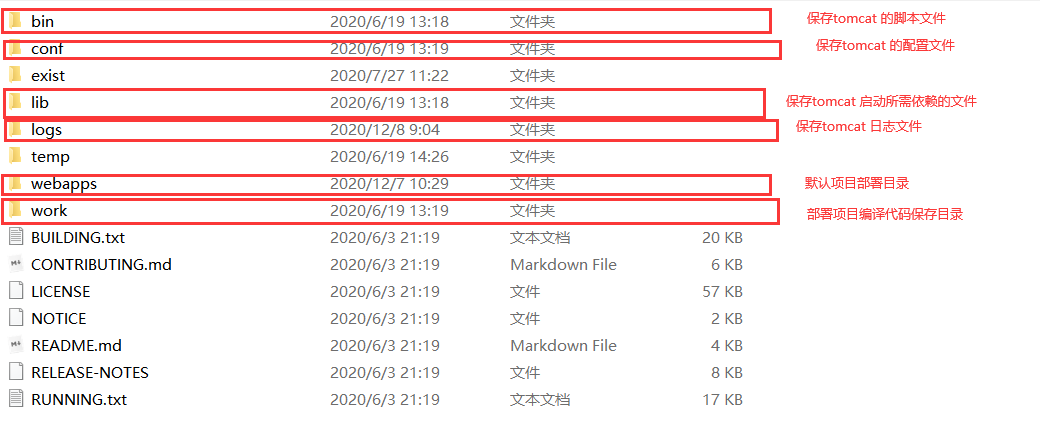 bin 2020/6/19 13:18 文件夹 保存tomcat 的脚本文件
conf 2020/6/19 13:19 文件夹 保存tomcat 的配置文件
exist 2020/7/27 11:22 文件夹
lib 2020/6/19 13:18 文件夹 保存tomcat 启动所需依赖的文件
logs 2020/12/8 9:04 文件夹 保存tomcat 日志文件
temp 2020/6/19 14:26 文件夹
webapps 2020/12/7 10:29 文件夹 默认项目部署目录
work 2020/6/19 13:19 文件夹 部署项目编译代码保存目录
BUILDING.txt 2020/6/3 21:19 文本文档 20 KB
CONTRIBUTING.md 2020/6/3 21:19 Markdown File 6 KB
LICENSE 2020/6/3 21:19 文件 57 KB
NOTICE 2020/6/3 21:19 文件 2 KB
README.md 2020/6/3 21:19 Markdown File 4 KB
RELEASE-NOTES 2020/6/3 21:19 文件 8 KB
RUNNING.txt 2020/6/3 21:19 文本文档 17 KB